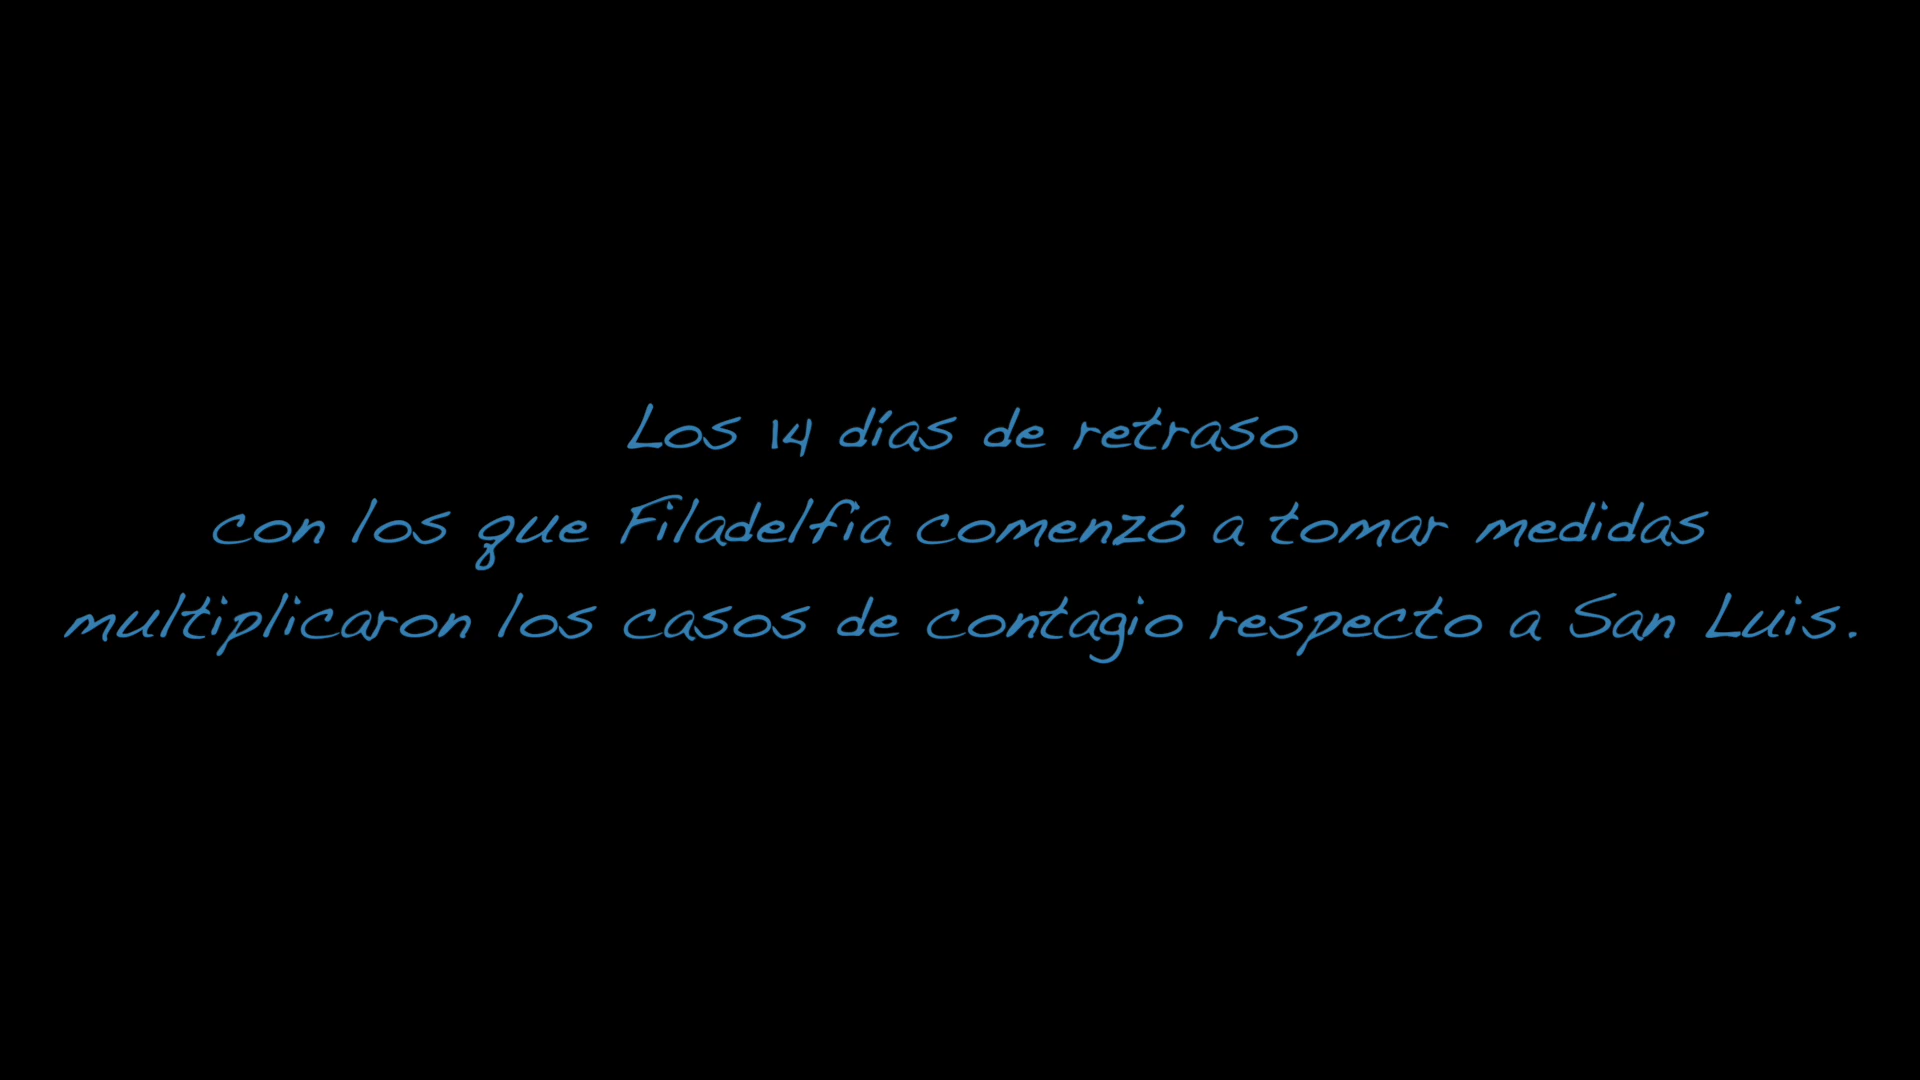 Los 14 días de retraso
con los que Filadelfia comenzó a tomar medidas
multiplicaron los casos de contagio respecto a San Luis.